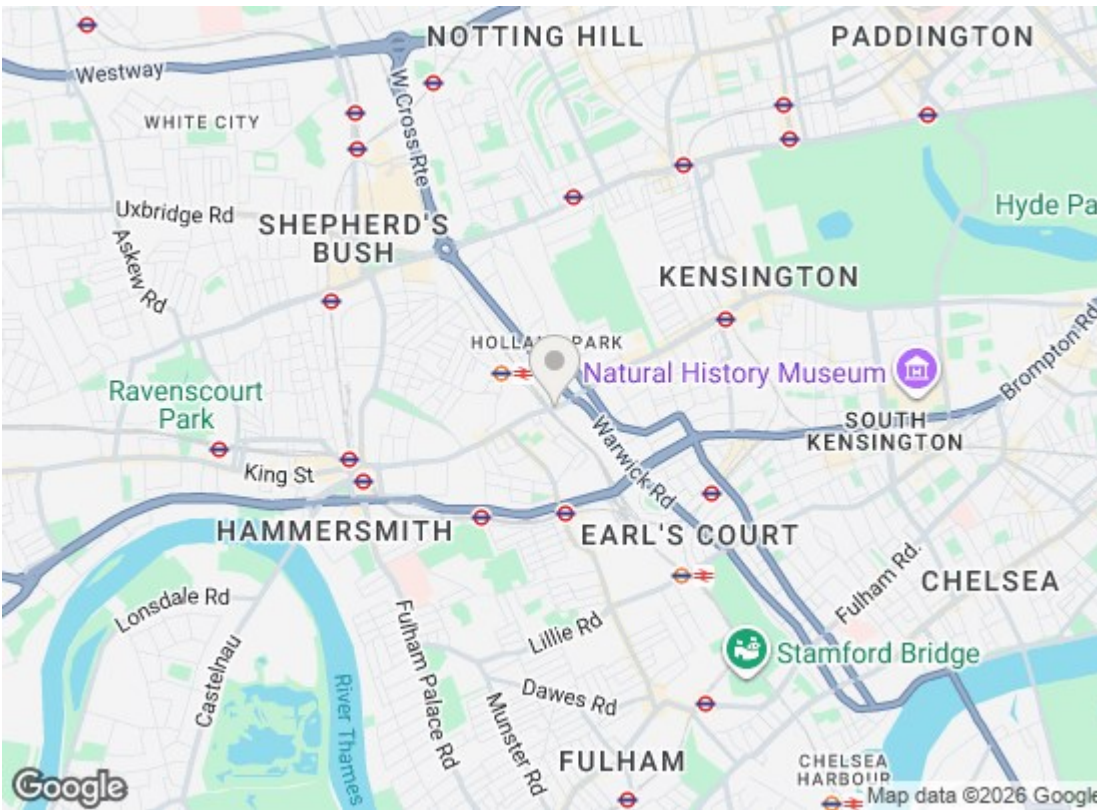 NOTTING HILL
PADDINGTON
Westway
WHITE CITY
W Cross Rte
Uxbridge Rd
Hyde Pa
SHEPHERD'S
BUSH
Askew Rd
KENSINGTON
HOLLA PARK
Natural History Museum
Brompton Rd
Ravenscourt
Park
SOUTH
KENSINGTON
Warwick Rd
King St
HAMMERSMITH
EARL'S COURT
CHELSEA
Lonsdale Rd
Fulham Rd.
Castelnau
Fulham Palace Rd
Lillie Rd
Stamford Bridge
River Thames
Dawes Rd
Munster Rd
FULHAM
CHELSEA
HARBOUR
Google
Map data ©2026 Google